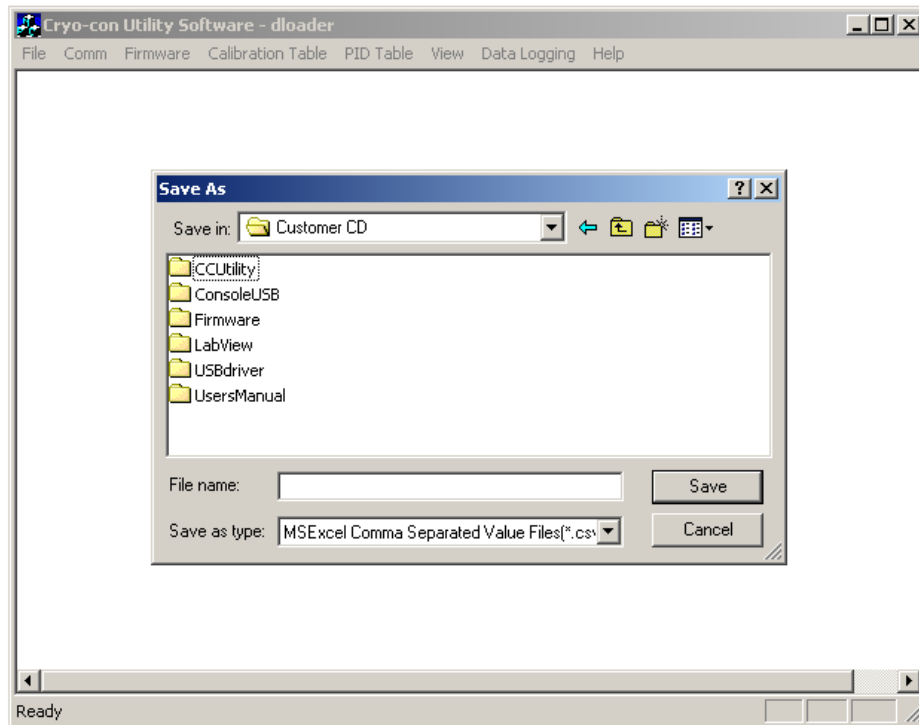 Cryo-con Utility Software - dloader
File Comm Firmware Calibration Table PID Table View Data Logging Help
Save As
Save in: Customer CD
CCUtility
ConsoleUSB
Firmware
LabView
USBdriver
UsersManual
File name: Save
Save as type: MSExcel Comma Separated Value Files(*.csv Cancel
Ready